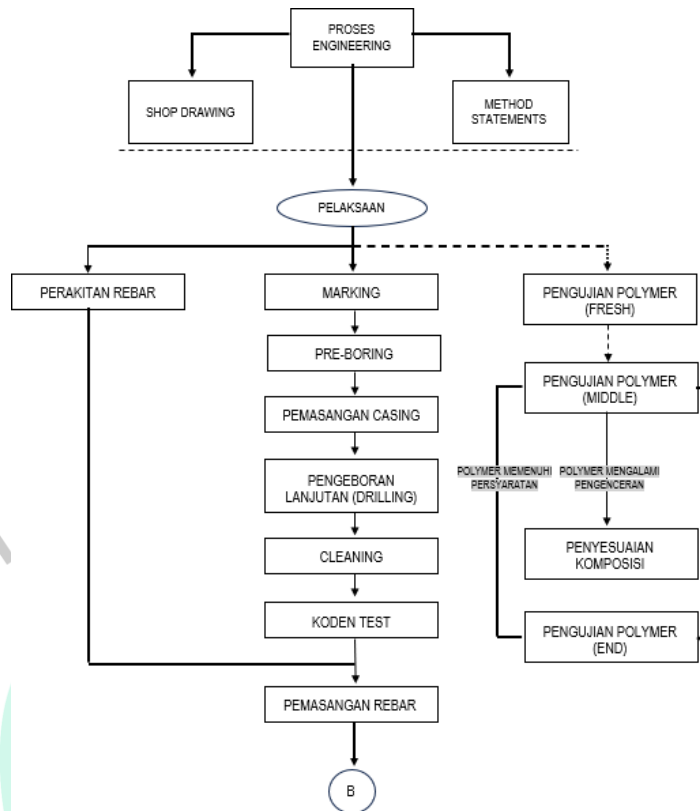 PROSES
ENGINEERING
SHOP DRAWING
METHOD
STATEMENTS
PELAKSAAN
PERAKITAN REBAR
MARKING
PENGUJIAN POLYMER
(FRESH)
PRE-BORING
PENGUJIAN POLYMER
(MIDDLE)
PEMASANGAN CASING
PENGEBORAN
LANJUTAN (DRILLING)
POLYMER MEMENUHI
PERSYARATAN
POLYMER MENGALAMI
PENGENCERAN
CLEANING
PENYESUAIAN
KOMPOSISI
KODEN TEST
PENGUJIAN POLYMER
(END)
PEMASANGAN REBAR
B